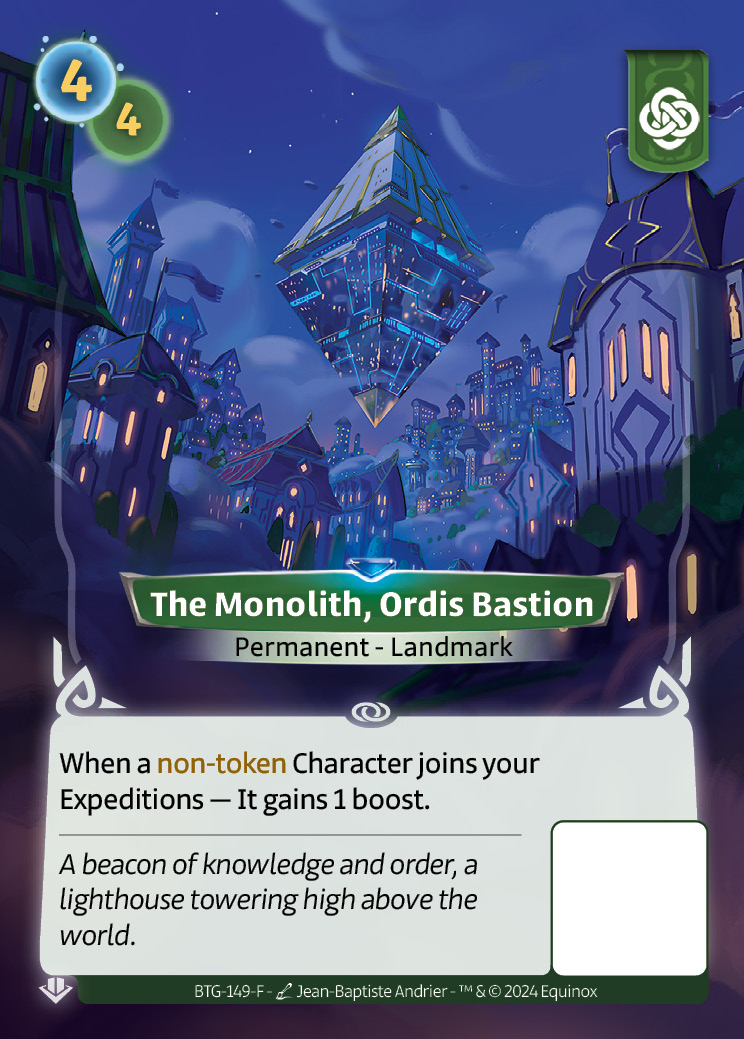 4
4
The Monolith, Ordis Bastion
Permanent - Landmark
When a non-token Character joins your
Expeditions — It gains 1 boost.
A beacon of knowledge and order, a
lighthouse towering high above the
world.
BTG-149-F - Jean-Baptiste Andrier - ™ & © 2024 Equinox